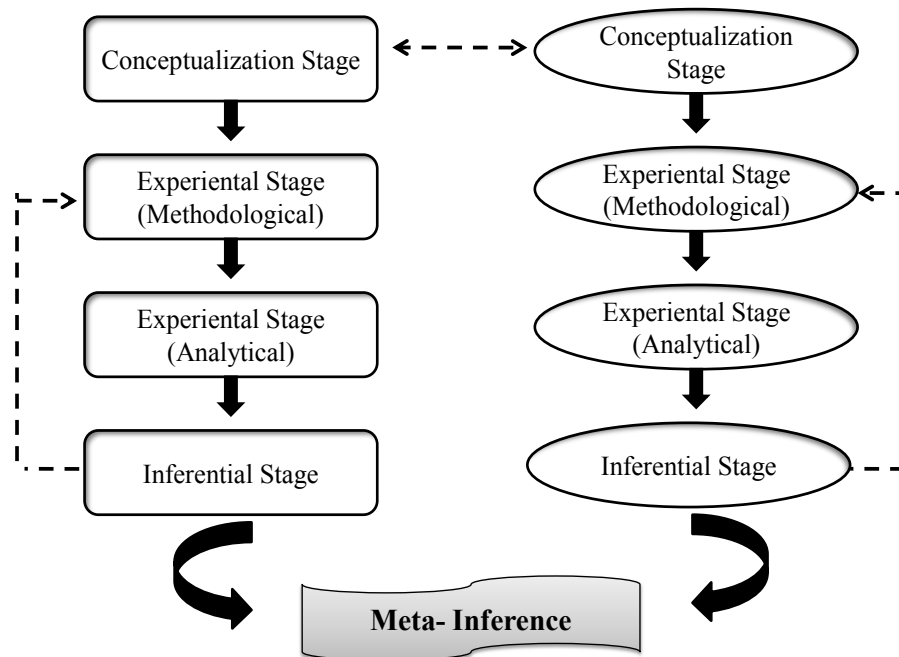 Conceptualization Stage
Experiental Stage
(Methodological)
Experiental Stage
(Analytical)
Inferential Stage
Conceptualization
Stage
Experiental Stage
(Methodological)
Experiental Stage
(Analytical)
Inferential Stage
Meta- Inference